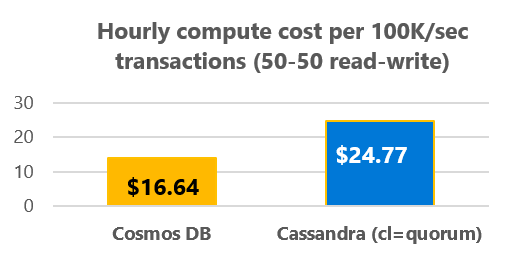 Hourly compute cost per 100K/sec
transactions (50-50 read-write)
30
20
10
0
$16.64
$24.77
Cosmos DB
Cassandra (cl=quorum)